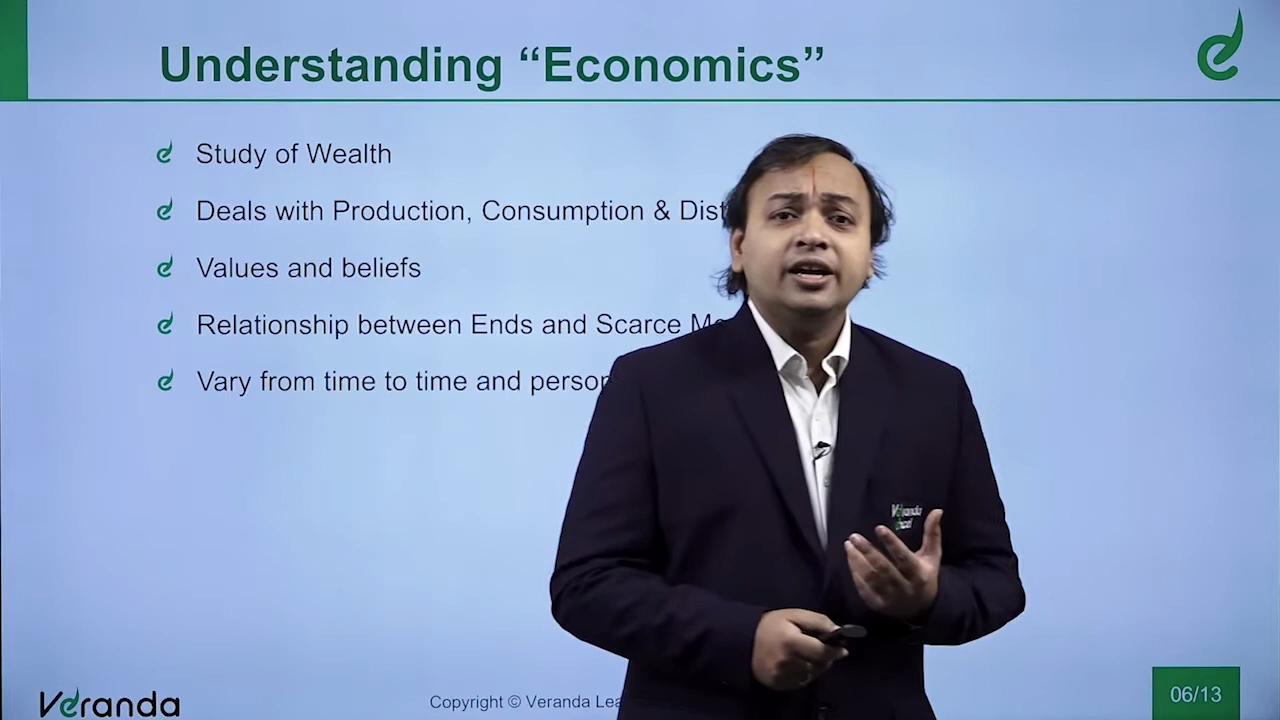 Understanding “Economics”
Study of Wealth
Deals with Production, Consumption & Dist
Values and beliefs
Relationship between Ends and Scarce M
Vary from time to time and person
Veranda
Copyright © Veranda Lea
06/13